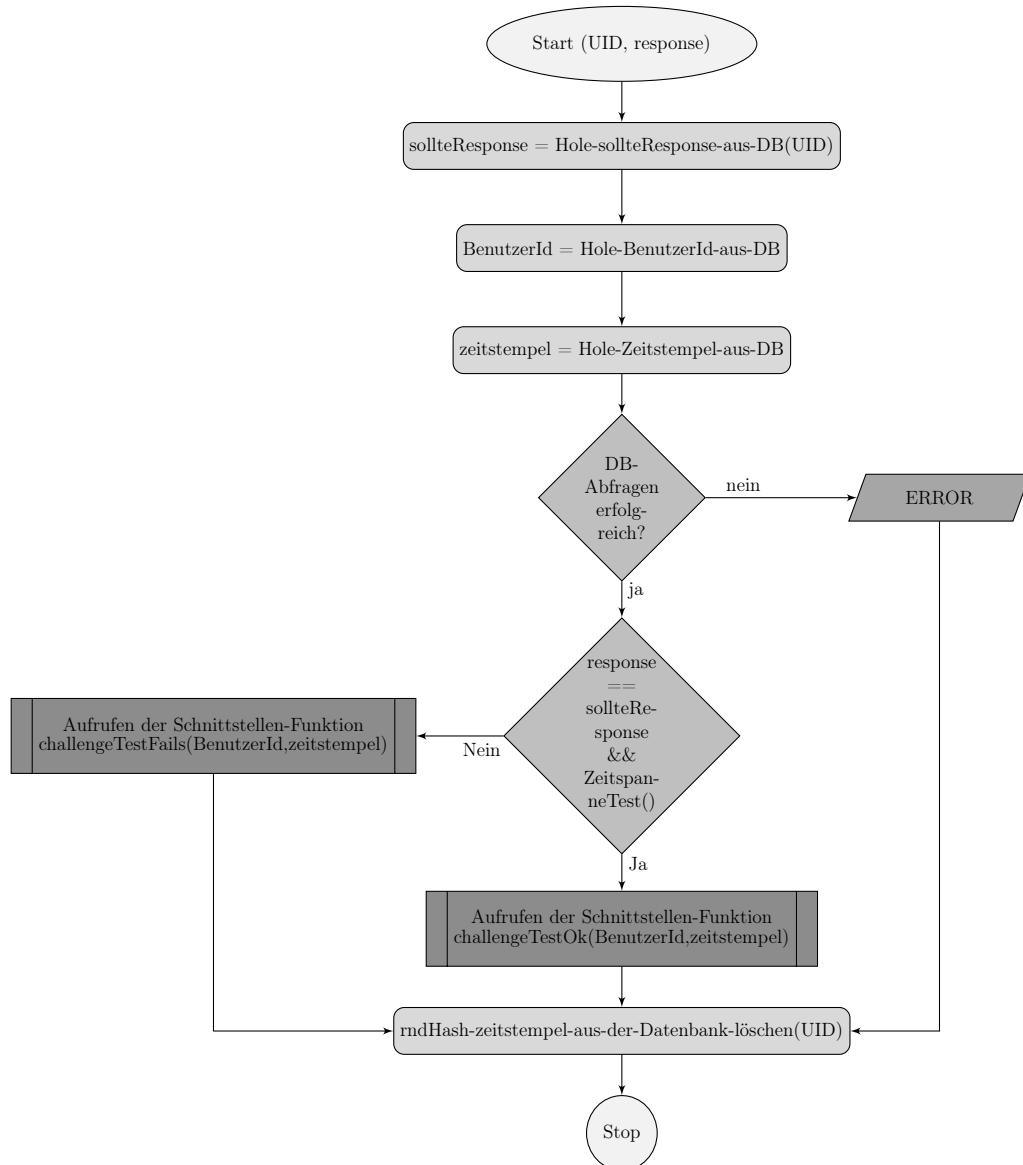 Start (UID, response)
sollteResponse = Hole-sollteResponse-aus-DB(UID)
BenutzerId = Hole-BenutzerId-aus-DB
zeitstempel = Hole-Zeitstempel-aus-DB
DB-
Abfragen
erfolg-
reich?
nein
ERROR
ja
response
==
sollteRe-
sponse
&&
Zeitspan-
neTest()
Nein
Aufrufen der Schnittstellen-Funktion
challengeTestFails(BenutzerId,zeitstempel)
Ja
Aufrufen der Schnittstellen-Funktion
challengeTestOk(BenutzerId,zeitstempel)
rndHash-zeitstempel-aus-der-Datenbank-löschen(UID)
Stop